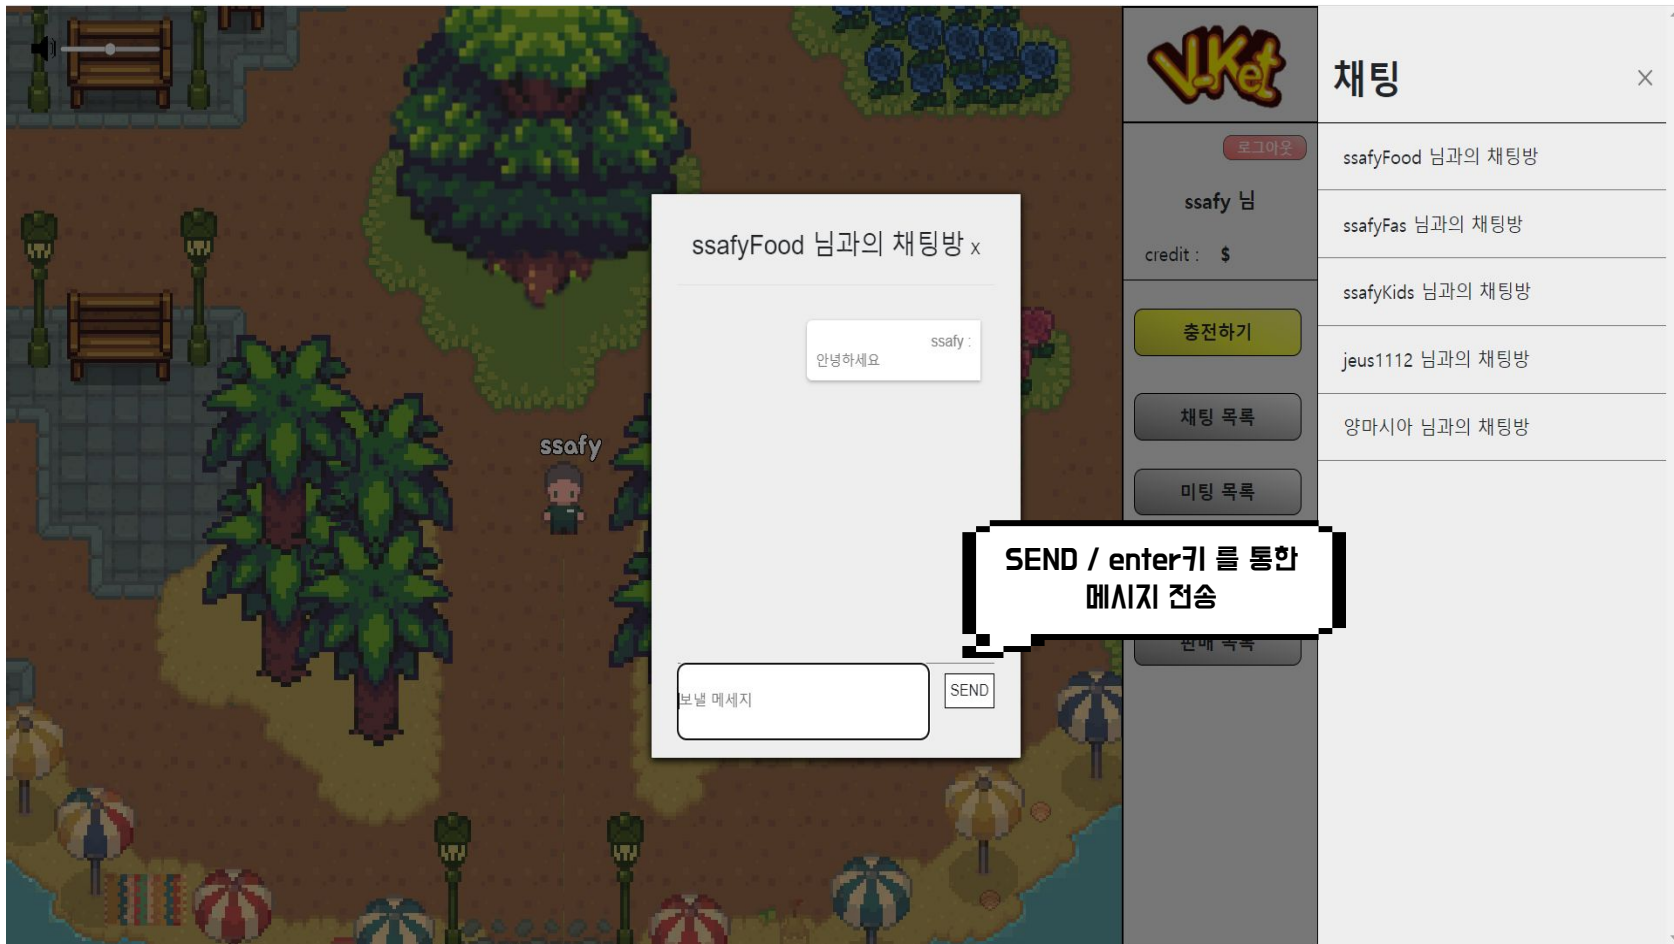 V-Ket
채팅
×
로그아웃
ssafy 님
credit : $
충전하기
채팅 목록
미팅 목록
판매 목록
ssafyFood 님과의 채팅방
ssafyFas 님과의 채팅방
ssafyKids 님과의 채팅방
jeus1112 님과의 채팅방
양마시아 님과의 채팅방
ssafy
ssafyFood 님과의 채팅방 x
ssafy :
안녕하세요
SEND / enter키 를 통한
메시지 전송
보낼 메세지
SEND